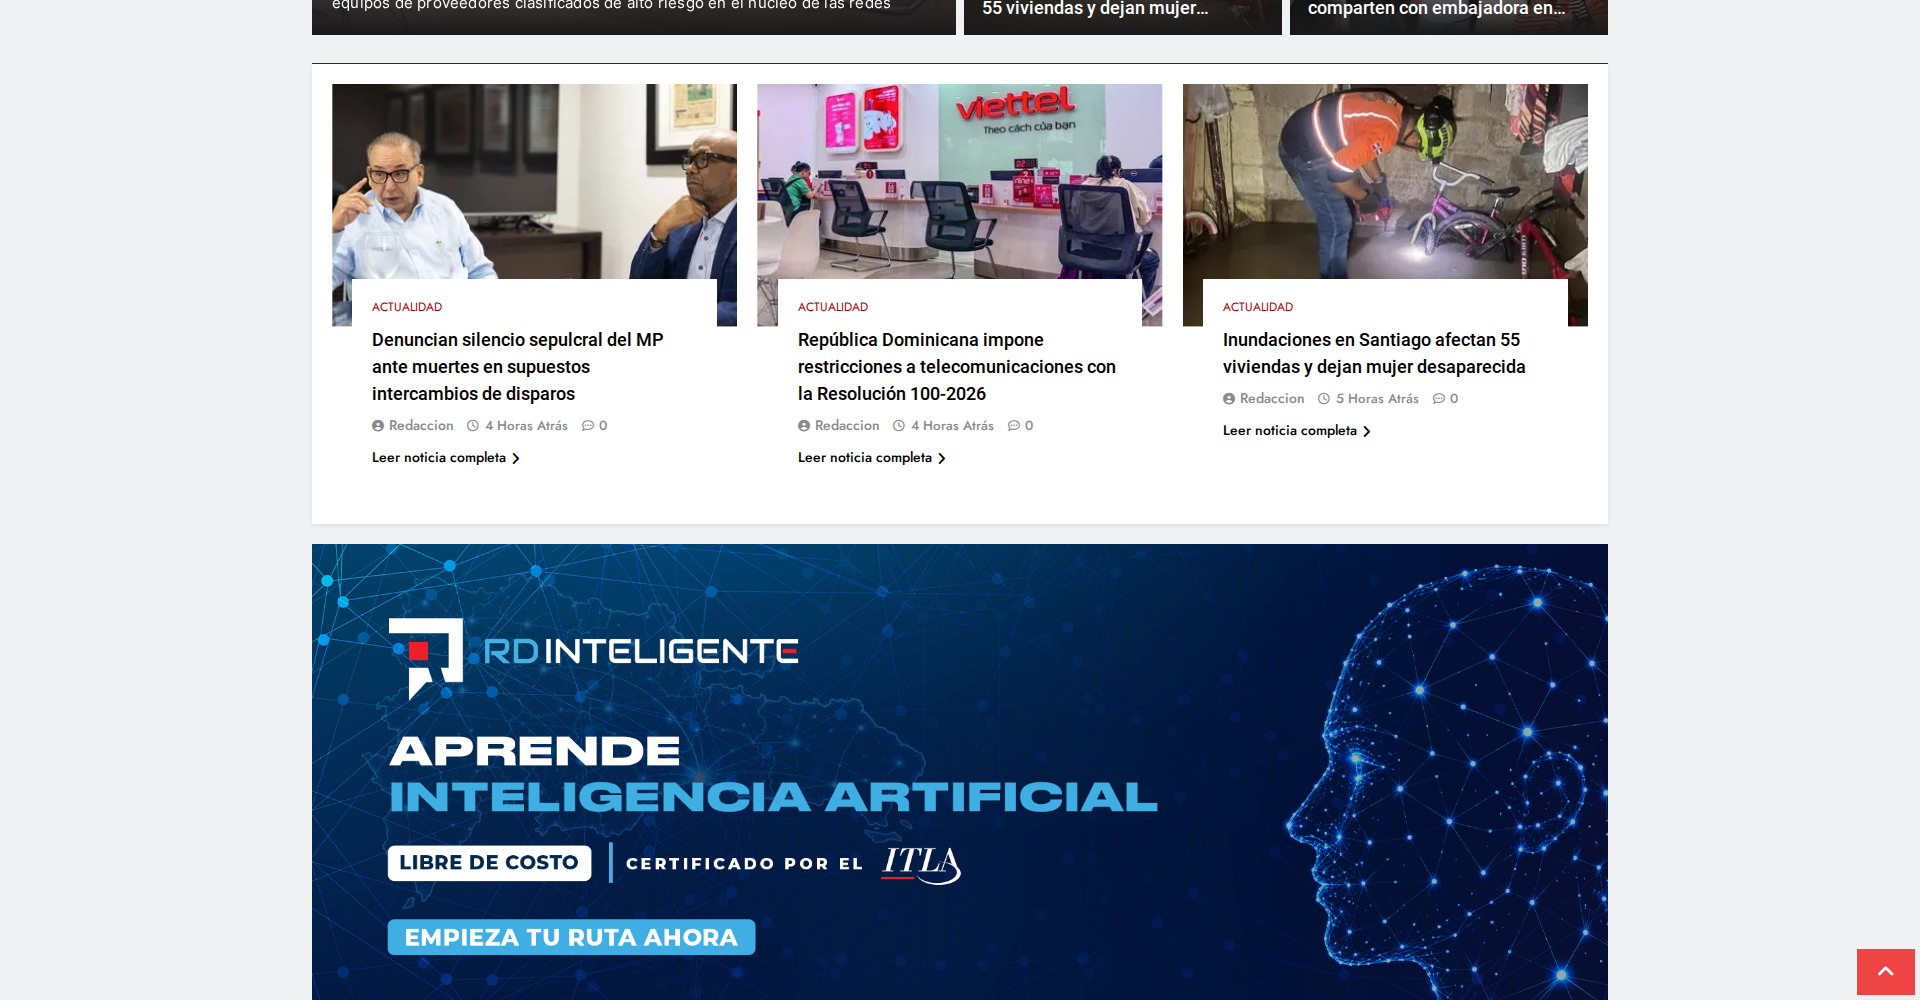 equipos de proveedores clasificados de alto riesgo en el núcleo de las redes
55 viviendas y dejan mujer...
comparten con embajadora en...
viettel
Theo cách của bạn
ACTUALIDAD
Denuncian silencio sepulcral del MP
ante muertes en supuestos
intercambios de disparos
Redaccion 4 Horas Atrás 0
Leer noticia completa
ACTUALIDAD
República Dominicana impone
restricciones a telecomunicaciones con
la Resolución 100-2026
Redaccion 4 Horas Atrás 0
Leer noticia completa
ACTUALIDAD
Inundaciones en Santiago afectan 55
viviendas y dejan mujer desaparecida
Redaccion 5 Horas Atrás 0
Leer noticia completa
RD INTELIGENTE
APRENDE
INTELIGENCIA ARTIFICIAL
LIBRE DE COSTO CERTIFICADO POR EL ITLA
EMPIEZA TU RUTA AHORA